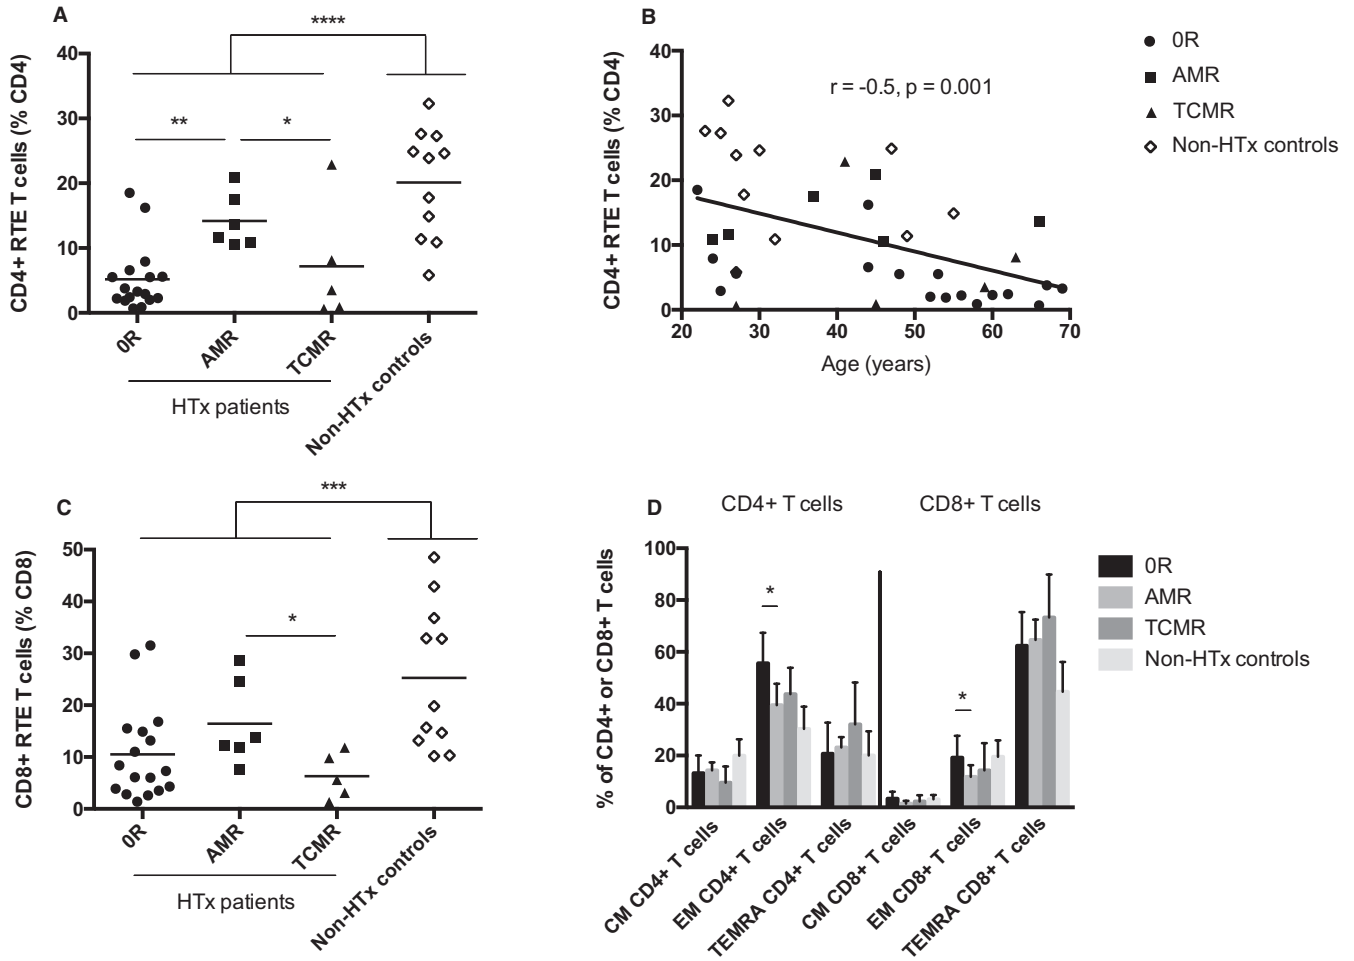 A
****
CD4+ RTE T cells (% CD4)
40
30
20
10
0
**
*
0R
AMR
TCMR
Non-HTx controls
HTx patients
B
CD4+ RTE T cells (% CD4)
40
30
20
10
0
r = -0.5, p = 0.001
20
30
40
50
60
70
Age (years)
0R
AMR
TCMR
Non-HTx controls
C
***
CD8+ RTE T cells (% CD8)
50
40
30
20
10
0
*
0R
AMR
TCMR
Non-HTx controls
HTx patients
D
CD4+ T cells
CD8+ T cells
% of CD4+ or CD8+ T cells
100
80
60
40
20
0
*
*
CM CD4+ T cells
EM CD4+ T cells
TEMRA CD4+ T cells
CM CD8+ T cells
EM CD8+ T cells
TEMRA CD8+ T cells
0R
AMR
TCMR
Non-HTx controls